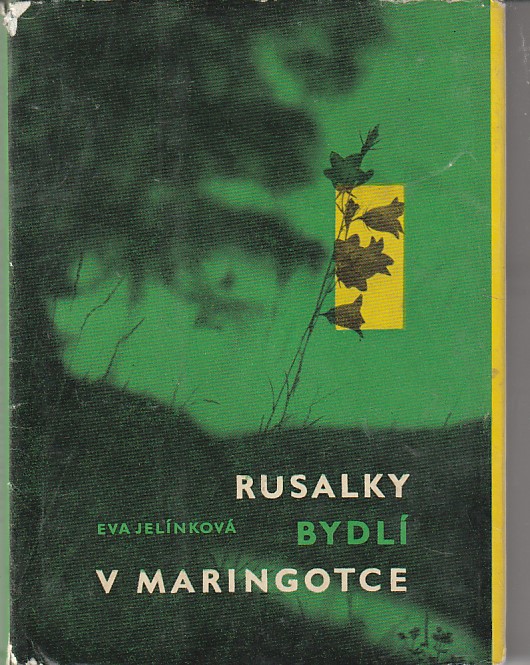 RUSALKY
EVA JELÍNKOVÁ BYDLÍ
V MARINGOTCE